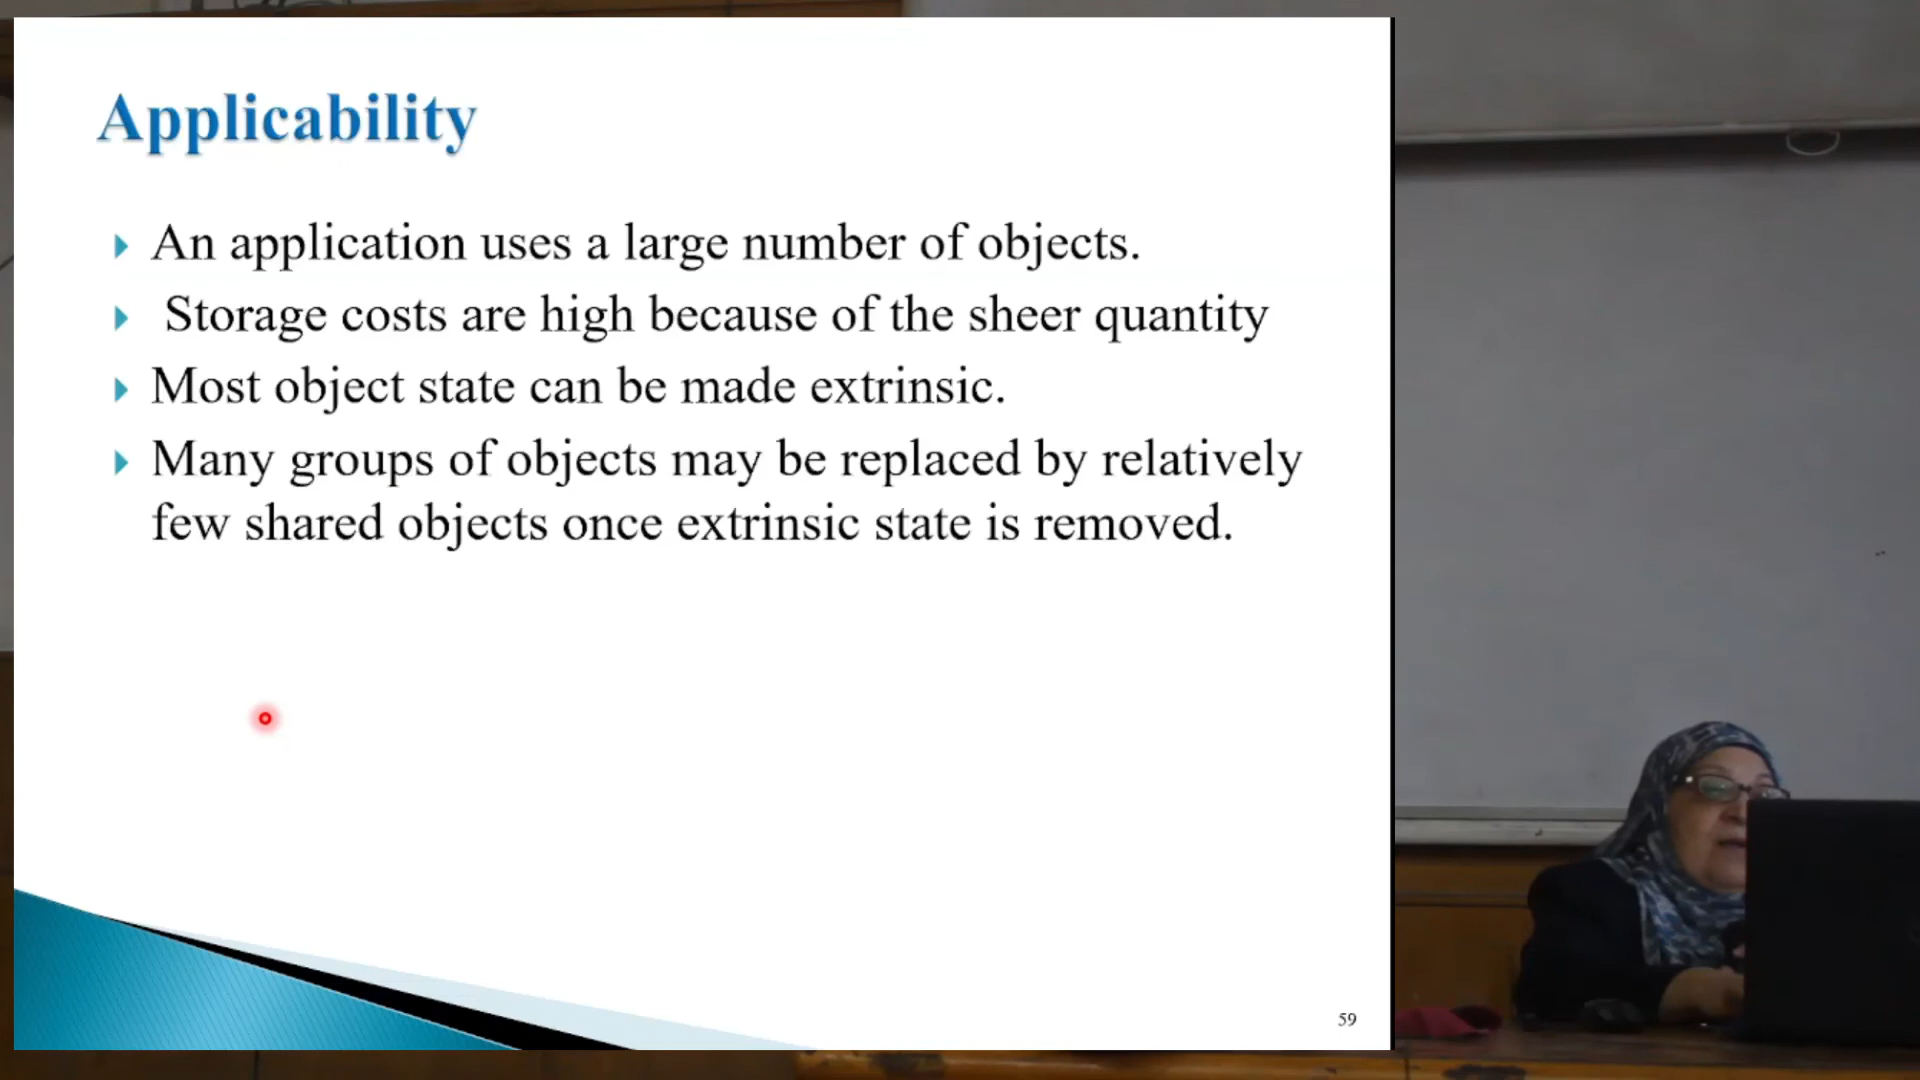 Applicability
An application uses a large number of objects.
Storage costs are high because of the sheer quantity
Most object state can be made extrinsic.
Many groups of objects may be replaced by relatively
few shared objects once extrinsic state is removed.
59